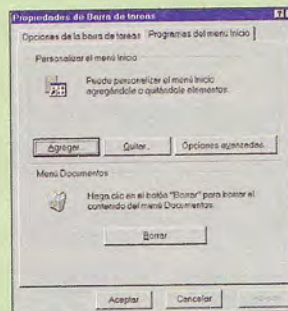 Propiedades de Barra de tareas
Opciones de la barra de tareas
Programas del menú Inicio
Personalizar el menú Inicio
Puede personalizar el menú Inicio
agregándole o quitándole elementos.
Agregar...
Quitar...
Opciones avanzadas...
Menú Documentos
Haga clic en el botón "Borrar" para borrar el
contenido del menú Documentos.
Borrar
Aceptar
Cancelar